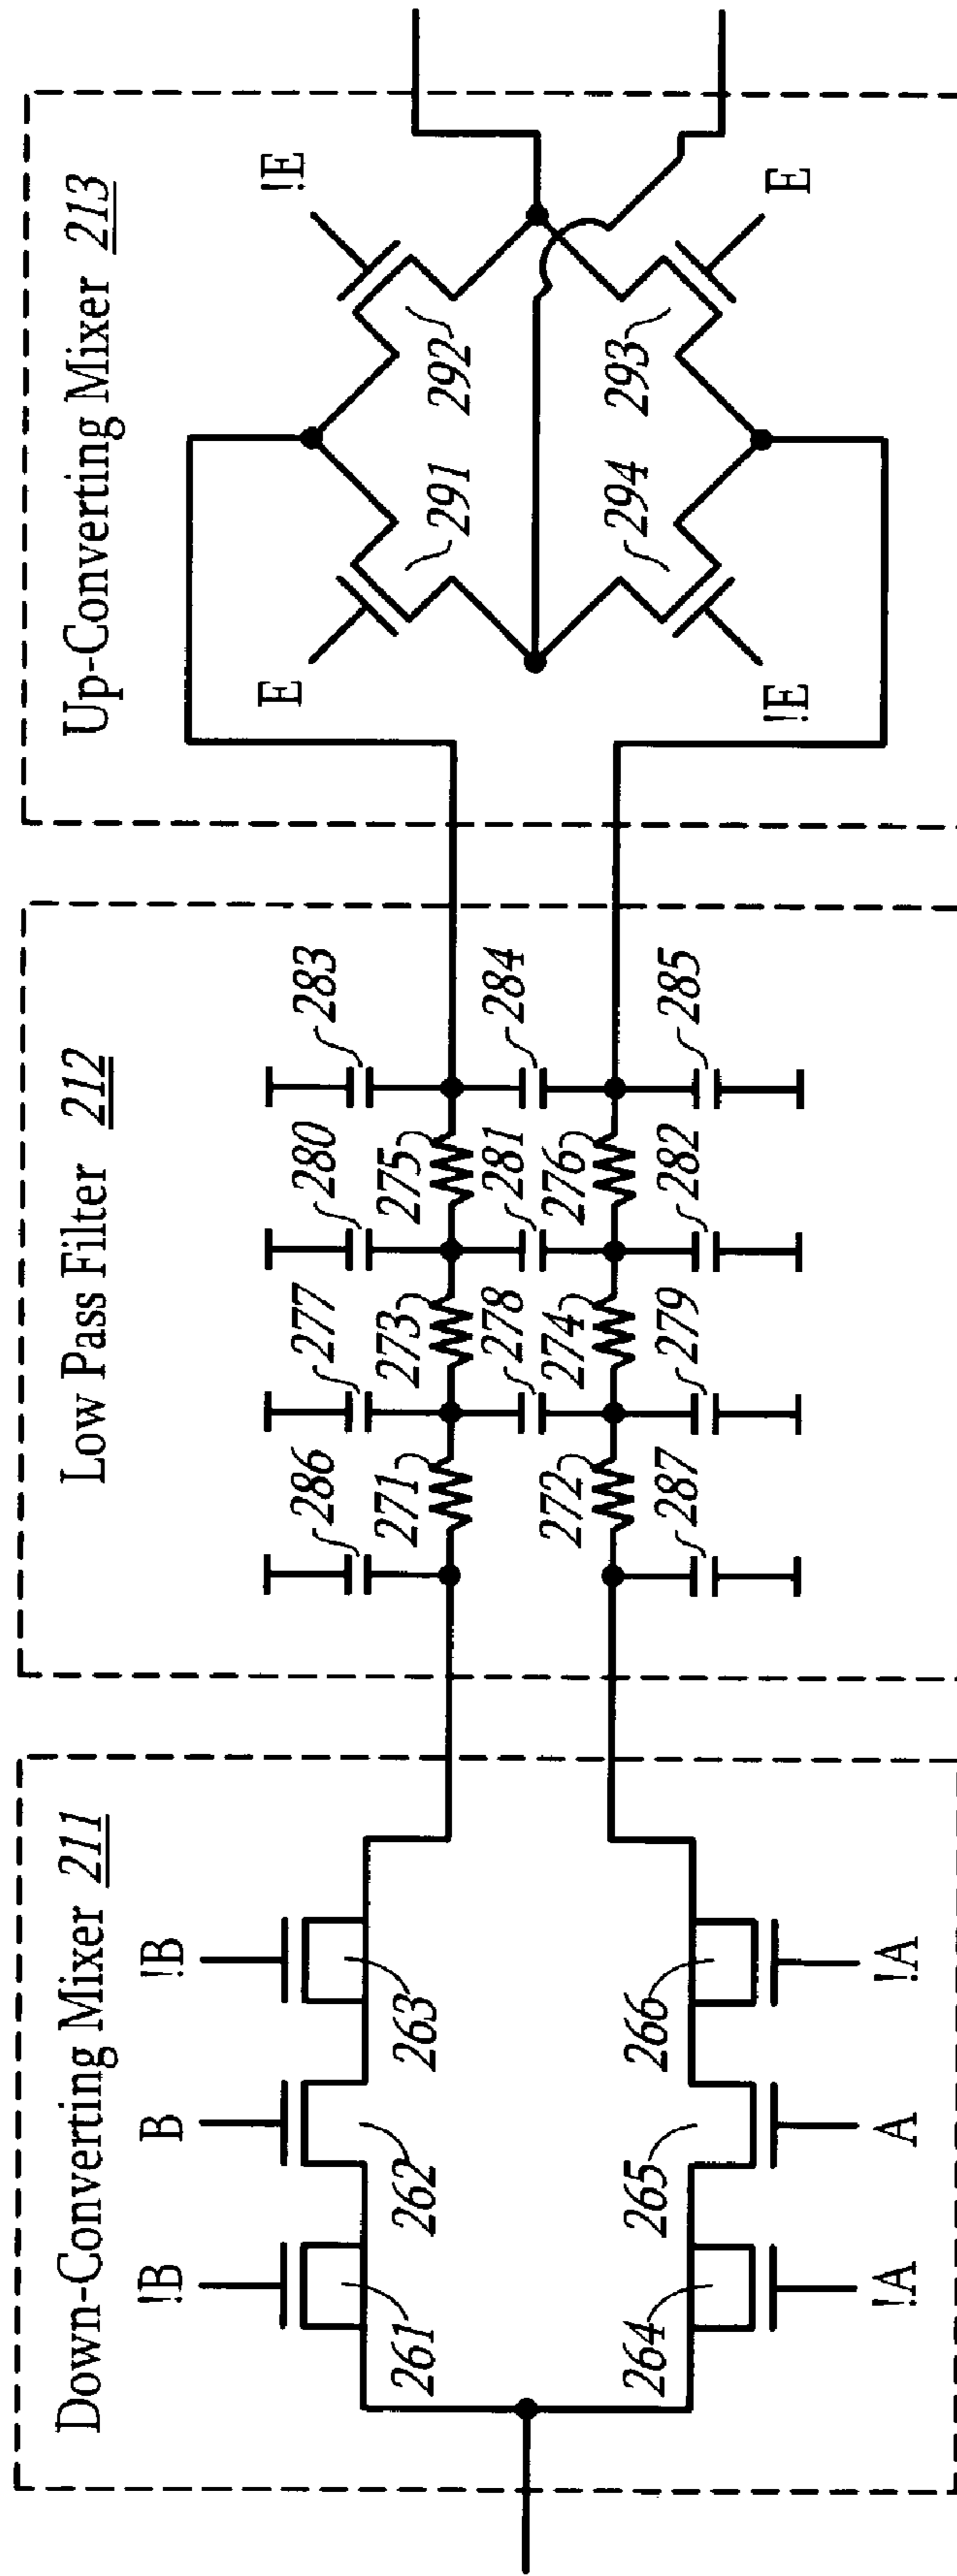 Down-Converting Mixer 211
!B
B
!B
261
262
263
264
265
266
!A
A
!A
Low Pass Filter 212
286
277
280
283
271
273
275
278
281
284
272
274
276
287
279
282
285
Up-Converting Mixer 213
E
!E
291
292
294
293
!E
E